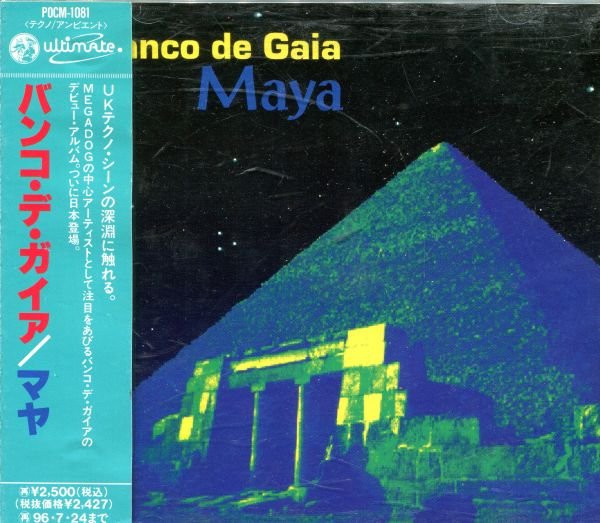 POCM-1081
〈テクノ/アンビエント〉
ultimate.
バンコ・デ・ガイア/マヤ
UKテクノ・シーンの深淵に触れる。
MEGADOGの中心アーティストとして注目をあびるバンコ・デ・ガイアの
デビュー・アルバム。ついに日本登場。
再¥2,500(税込)
(税抜価格¥2,427)
再96・7・24まで
anco de Gaia
Maya